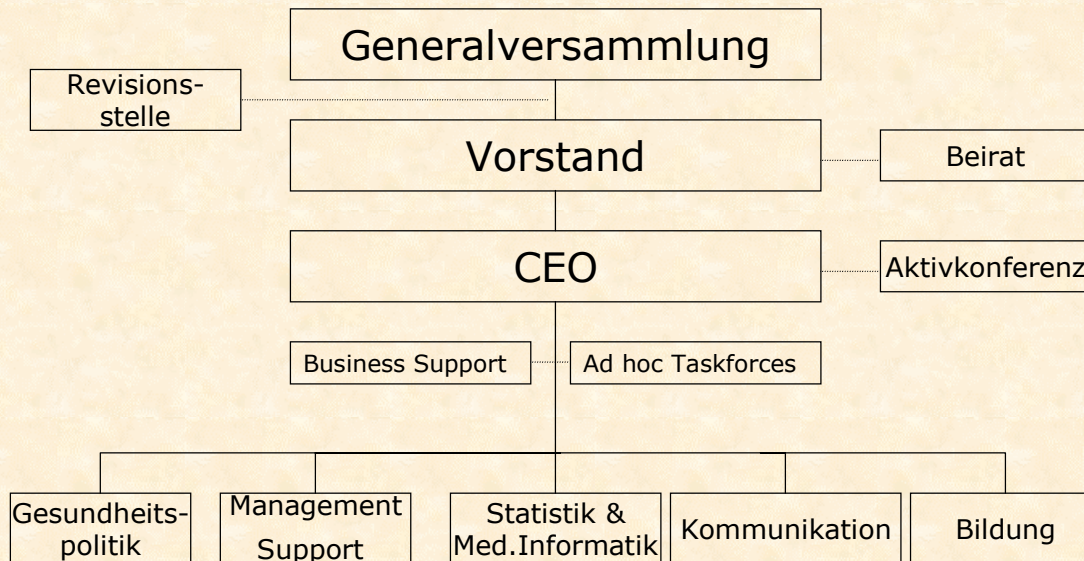 Generalversammlung
Revisions-
stelle
Vorstand
Beirat
CEO
Aktivkonferenz
Business Support
Ad hoc Taskforces
Gesundheits-
politik
Management
Support
Statistik &
Med.Informatik
Kommunikation
Bildung